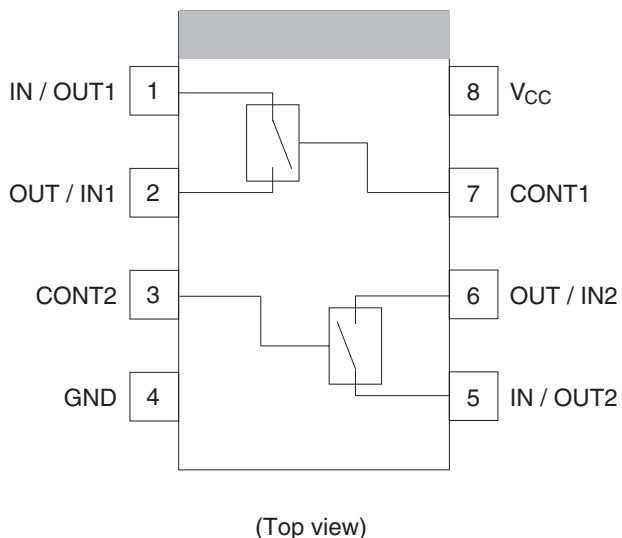 IN / OUT1 1 8 VCC
OUT / IN1 2 7 CONT1
CONT2 3 6 OUT / IN2
GND 4 5 IN / OUT2
(Top view)